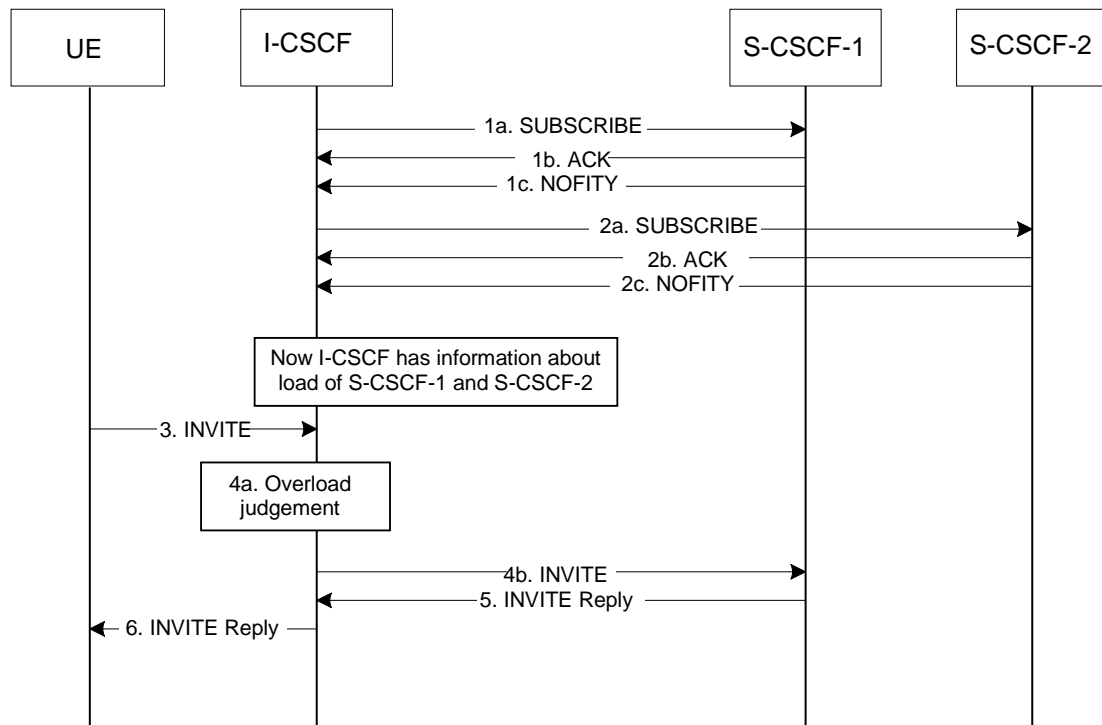 UE
I-CSCF
S-CSCF-1
S-CSCF-2
1a. SUBSCRIBE
1b. ACK
1c. NOFITY
2a. SUBSCRIBE
2b. ACK
2c. NOFITY
Now I-CSCF has information about
load of S-CSCF-1 and S-CSCF-2
3. INVITE
4a. Overload
judgement
4b. INVITE
5. INVITE Reply
6. INVITE Reply